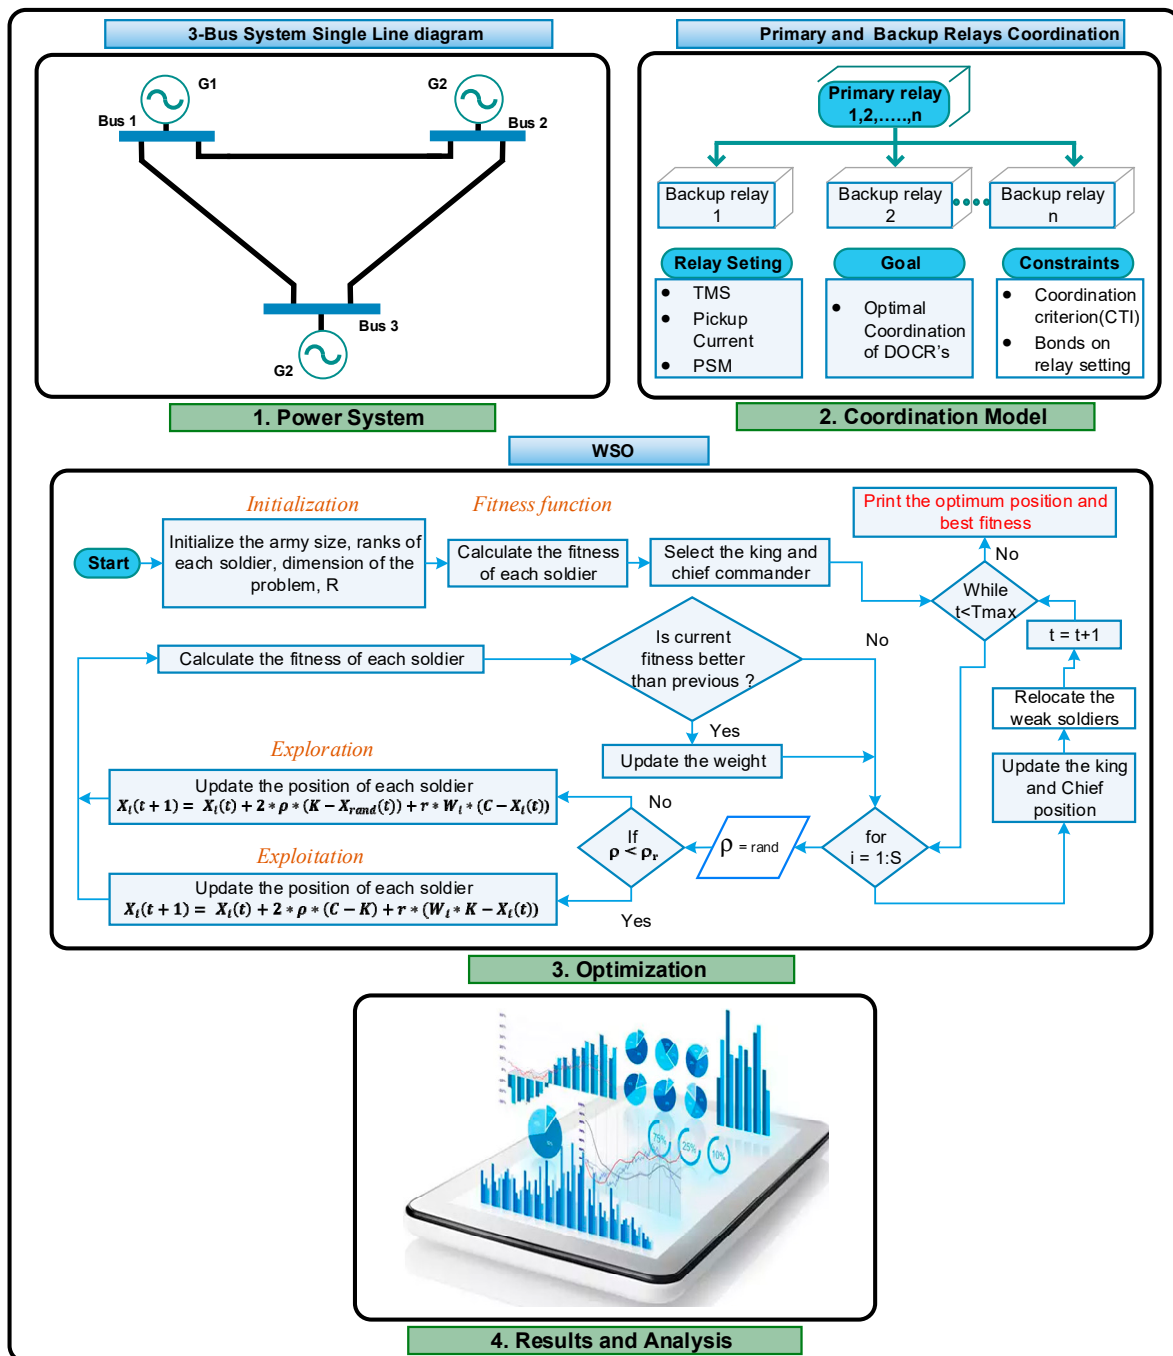 3-Bus System Single Line diagram
G1
G2
Bus 1
Bus 2
Bus 3
G2
1. Power System
Primary and Backup Relays Coordination
Primary relay
1,2,.....,n
Backup relay
1
Backup relay
2
Backup relay
n
Relay Seting
● TMS
● Pickup
Current
● PSM
Goal
● Optimal
Coordination
of DOCR's
Constraints
● Coordination
criterion(CTI)
● Bonds on
relay setting
2. Coordination Model
WSO
Initialization
Fitness function
Start
Initialize the army size, ranks of
each soldier, dimension of the
problem, R
Calculate the fitness
of each soldier
Select the king and
chief commander
Print the optimum position and
best fitness
No
While
t<Tmax
t = t+1
Relocate the
weak soldiers
Update the king
and Chief
position
Calculate the fitness of each soldier
Is current
fitness better
than previous ?
No
Yes
Update the weight
Exploration
Update the position of each soldier
X_i(t + 1) = X_i(t) + 2 * ρ * (K − X_rand(t)) + r * W_i * (C − X_i(t))
No
If
ρ < ρ_r
ρ = rand
for
i = 1:S
Exploitation
Update the position of each soldier
X_i(t + 1) = X_i(t) + 2 * ρ * (C − K) + r * (W_i * K − X_i(t))
Yes
3. Optimization
75%
25%
10%
4. Results and Analysis